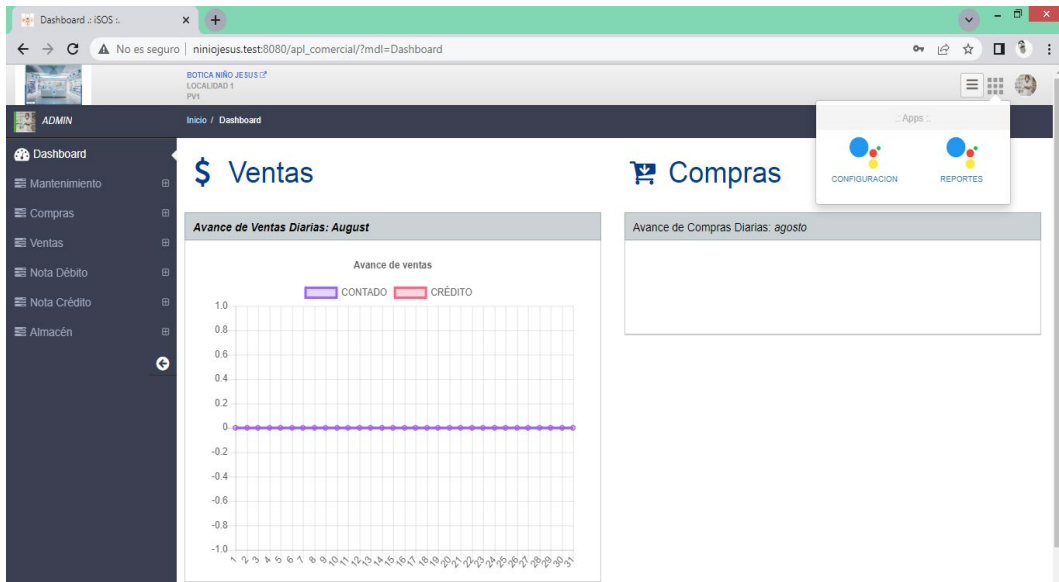 Dashboard .: iSOS :.
No es seguro | niniojesus.test:8080/apl_comercial/?mdl=Dashboard
BOTICA NIÑO JESUS
LOCALIDAD 1
PV1
ADMIN
Inicio / Dashboard
.: Apps :.
CONFIGURACION REPORTES
Dashboard
Mantenimiento
Compras
Ventas
Nota Débito
Nota Crédito
Almacén
$ Ventas
Compras
Avance de Ventas Diarias: August
Avance de Compras Diarias: agosto
Avance de ventas
CONTADO CRÉDITO
1.0
0.8
0.6
0.4
0.2
0
-0.2
-0.4
-0.6
-0.8
-1.0
1 2 3 4 5 6 7 8 9 10 11 12 13 14 15 16 17 18 19 20 21 22 23 24 25 26 27 28 29 30 31